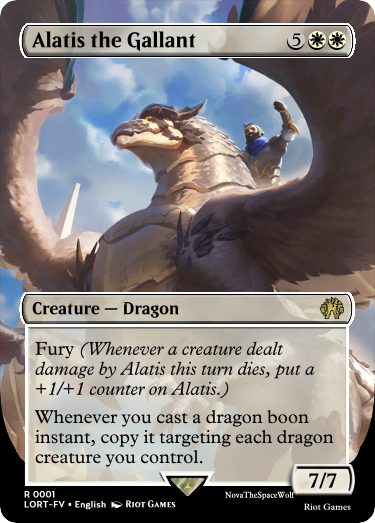 Alatis the Gallant 5
Creature — Dragon
Fury (Whenever a creature dealt
damage by Alatis this turn dies, put a
+1/+1 counter on Alatis.)
Whenever you cast a dragon boon
instant, copy it targeting each dragon
creature you control.
7/7
R 0001
LORT-FV • English Riot Games
NovaTheSpaceWolf
Riot Games